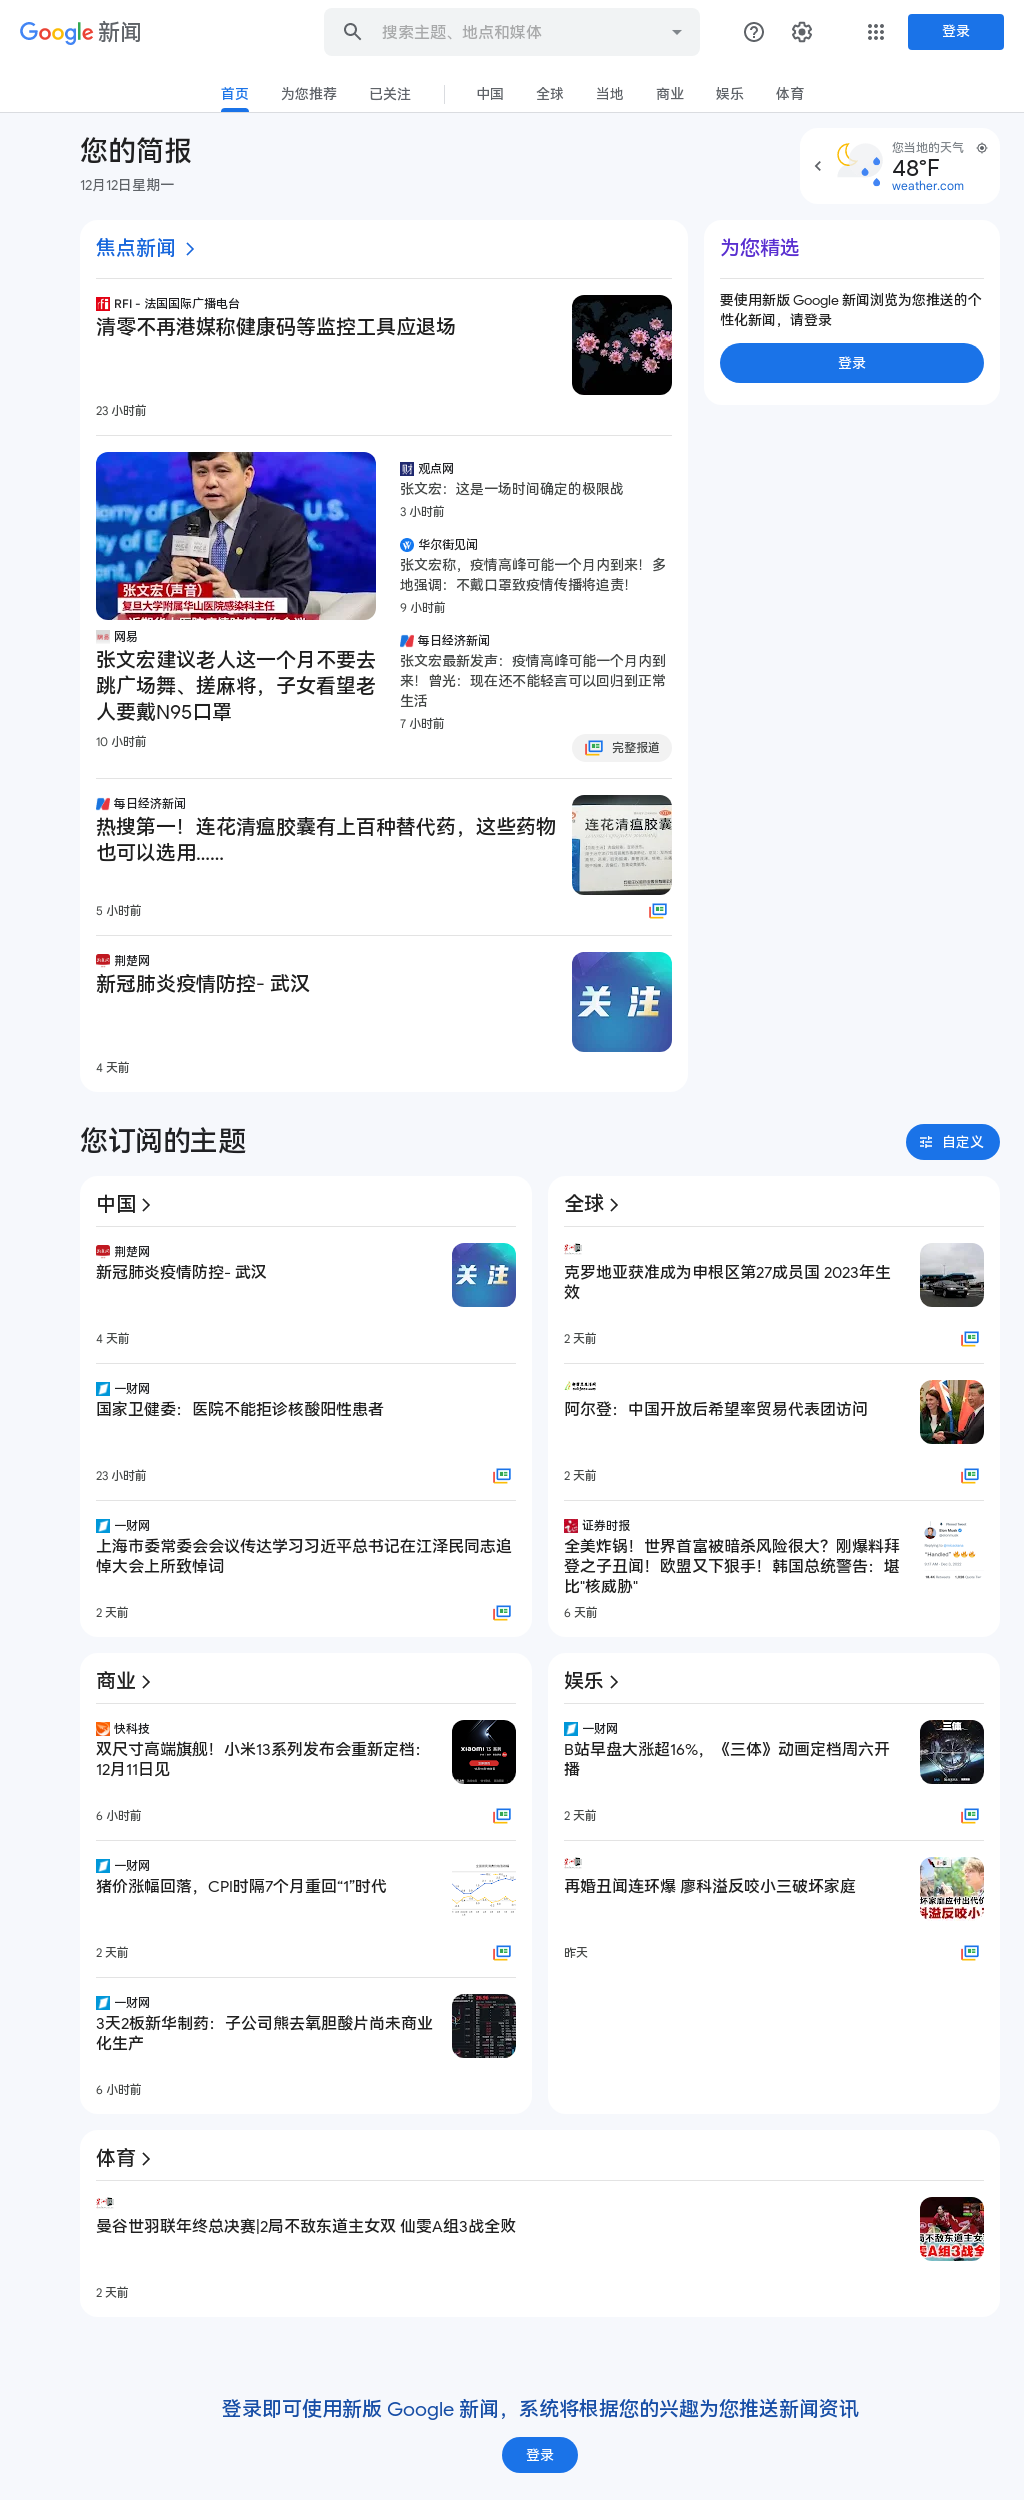 Google 新闻
搜索主题、地点和媒体
登录
首页 为您推荐 已关注 中国 全球 当地 商业 娱乐 体育
您的简报
12月12日星期一
您当地的天气
48°F
weather.com
焦点新闻
RFI - 法国国际广播电台
清零不再港媒称健康码等监控工具应退场
23 小时前
为您精选
要使用新版 Google 新闻浏览为您推送的个
性化新闻，请登录
登录
张文宏(声音)
复旦大学附属华山医院感染科主任
网易
张文宏建议老人这一个月不要去
跳广场舞、搓麻将，子女看望老
人要戴N95口罩
10 小时前
观点网
张文宏：这是一场时间确定的极限战
3 小时前
华尔街见闻
张文宏称，疫情高峰可能一个月内到来！多
地强调：不戴口罩致疫情传播将追责！
9 小时前
每日经济新闻
张文宏最新发声：疫情高峰可能一个月内到
来！曾光：现在还不能轻言可以回归到正常
生活
7 小时前
完整报道
每日经济新闻
热搜第一！连花清瘟胶囊有上百种替代药，这些药物
也可以选用……
5 小时前
连花清瘟胶囊
荆楚网
新冠肺炎疫情防控- 武汉
4 天前
关注
您订阅的主题
自定义
中国
荆楚网
新冠肺炎疫情防控- 武汉
4 天前
关注
一财网
国家卫健委：医院不能拒诊核酸阳性患者
23 小时前
一财网
上海市委常委会会议传达学习习近平总书记在江泽民同志追
悼大会上所致悼词
2 天前
全球
克罗地亚获准成为申根区第27成员国 2023年生
效
2 天前
阿尔登：中国开放后希望率贸易代表团访问
2 天前
证券时报
全美炸锅！世界首富被暗杀风险很大？刚爆料拜
登之子丑闻！欧盟又下狠手！韩国总统警告：堪
比"核威胁"
6 天前
商业
快科技
双尺寸高端旗舰！小米13系列发布会重新定档：
12月11日见
6 小时前
XIAOMI 13 系列
一财网
猪价涨幅回落，CPI时隔7个月重回“1”时代
2 天前
一财网
3天2板新华制药：子公司熊去氧胆酸片尚未商业
化生产
6 小时前
娱乐
一财网
B站早盘大涨超16%，《三体》动画定档周六开
播
2 天前
三体
再婚丑闻连环爆 廖科溢反咬小三破坏家庭
昨天
体育
曼谷世羽联年终总决赛|2局不敌东道主女双 仙雯A组3战全败
2 天前
登录即可使用新版 Google 新闻，系统将根据您的兴趣为您推送新闻资讯
登录